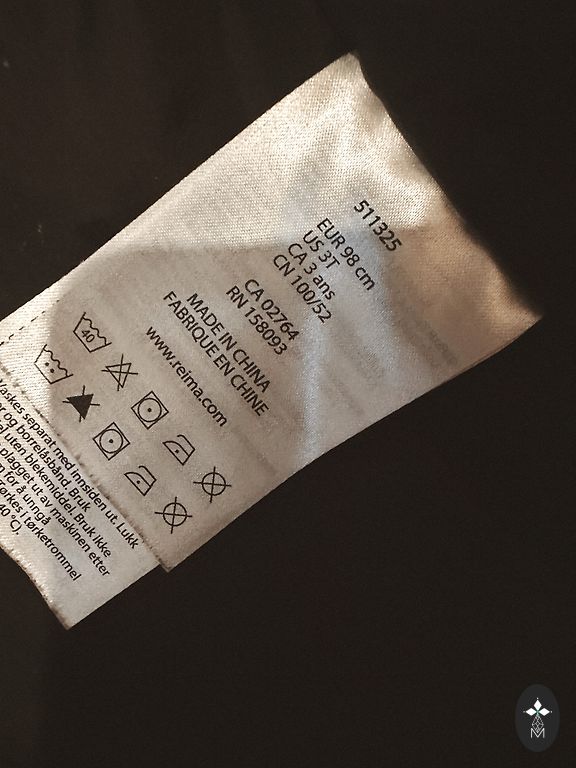 511325
EUR 98 cm
US 3T
CA 3 ans
CN 100/52
CA 02764
RN 158093
MADE IN CHINA
FABRIQUE EN CHINE
www.reima.com
40
Vaskes separat med innsiden ut. Lukk
og borrelåsbånd. Bruk
uten blekemiddel. Bruk ikke
plagget ut av maskinen etter
for å unngå
tørkes i tørketrommel
40 °C).
M